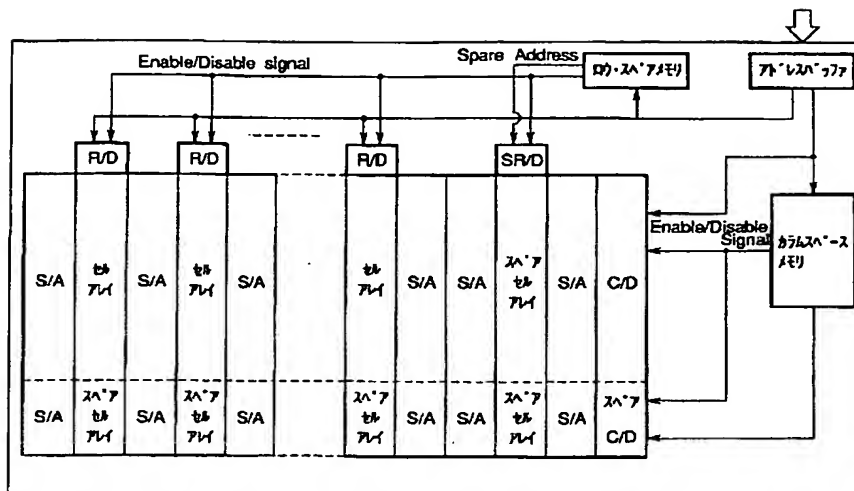 Enable/Disable signal
Spare Address
ロウ・スペアメモリ
アドレスバッファ
R/D
R/D
R/D
SR/D
Enable/Disable
Signal
カラムスペース
メモリ
S/A
セル
アレイ
S/A
セル
アレイ
S/A
セル
アレイ
S/A
S/A
スペア
セル
アレイ
S/A
C/D
S/A
スペア
セル
アレイ
S/A
スペア
セル
アレイ
S/A
スペア
セル
アレイ
S/A
S/A
スペア
セル
アレイ
S/A
スペア
C/D